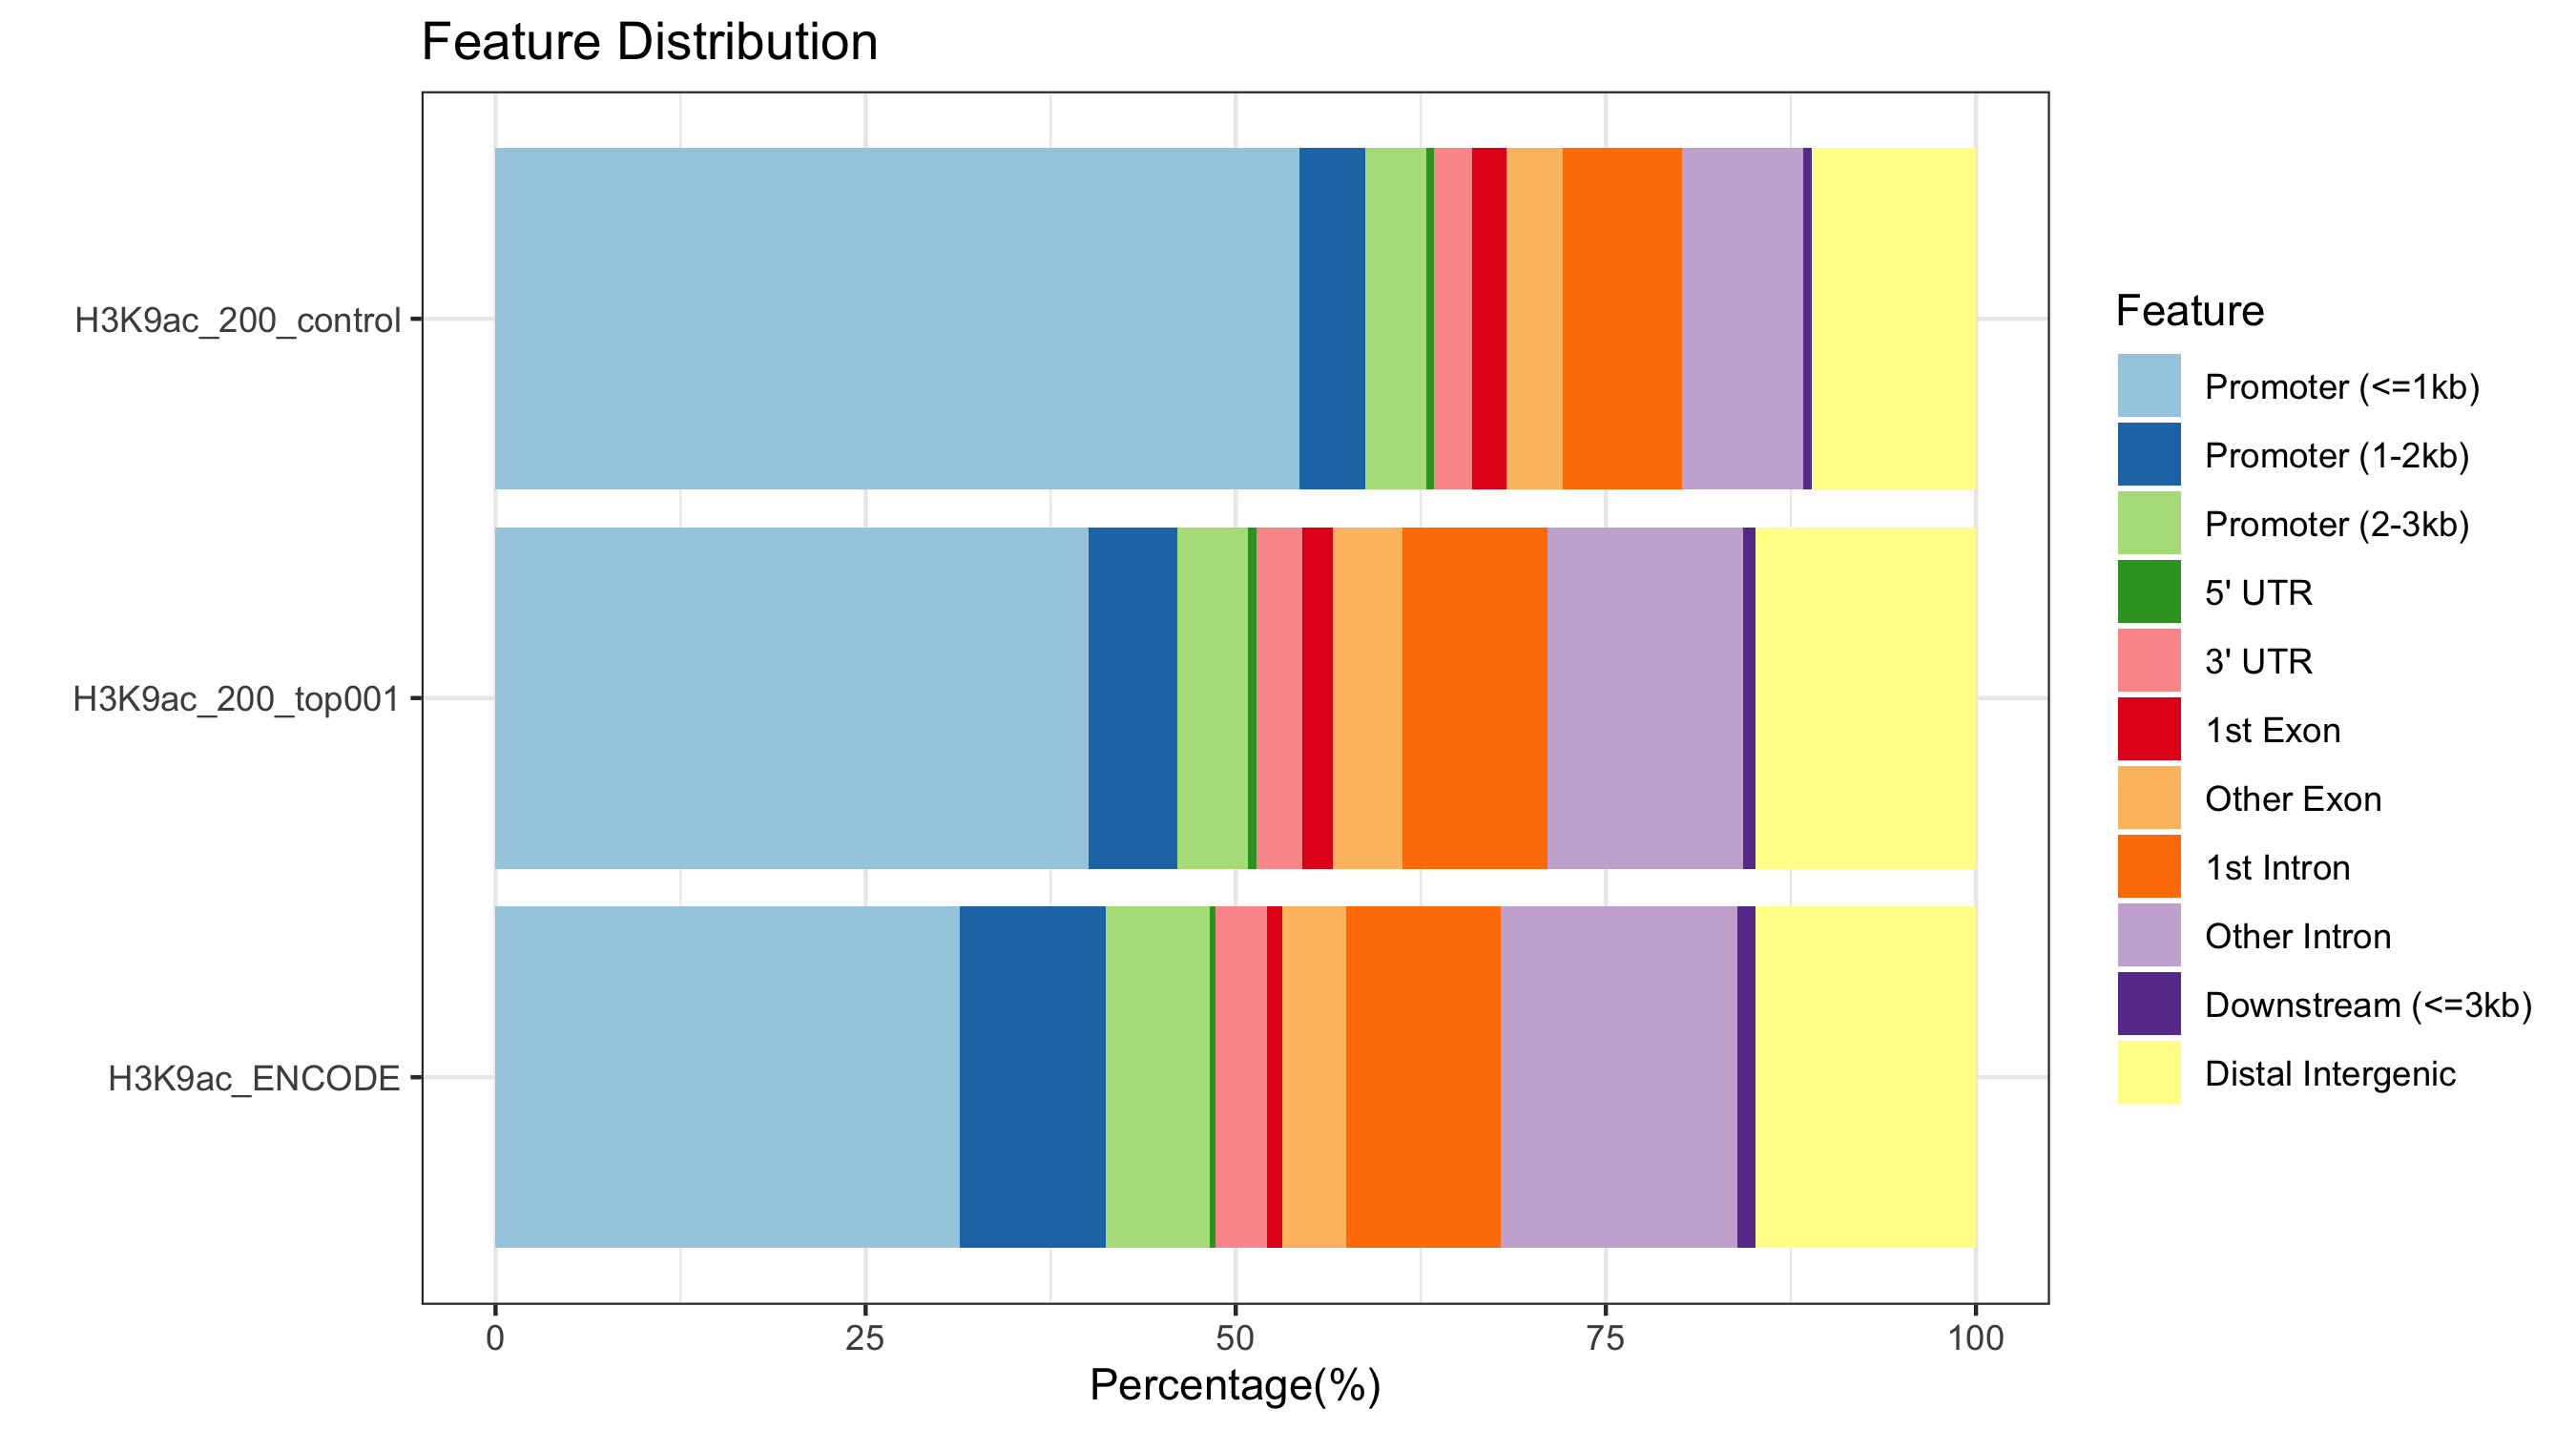 Feature Distribution
H3K9ac_200_control
H3K9ac_200_top001
H3K9ac_ENCODE
0 25 50 75 100
Percentage(%)
Feature
Promoter (<=1kb)
Promoter (1-2kb)
Promoter (2-3kb)
5' UTR
3' UTR
1st Exon
Other Exon
1st Intron
Other Intron
Downstream (<=3kb)
Distal Intergenic